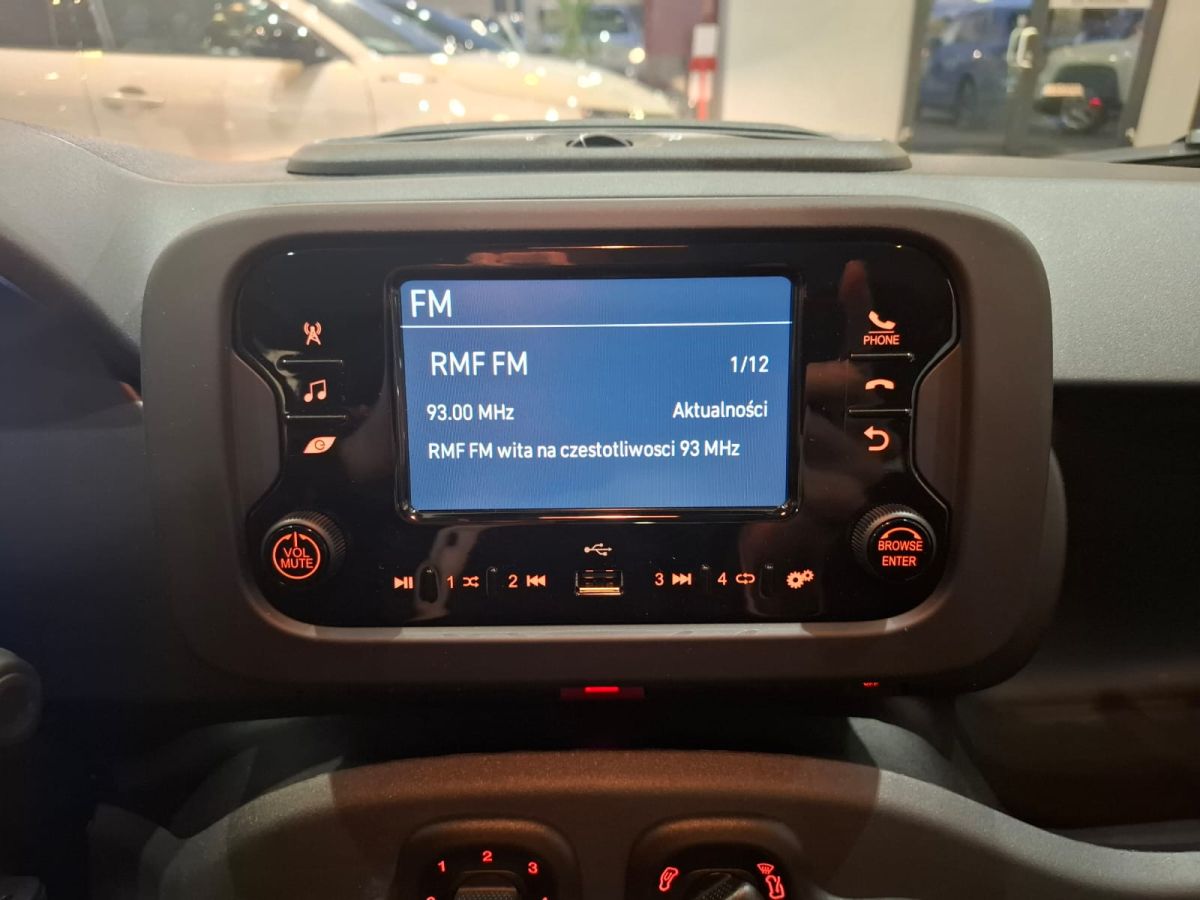 FM
RMF FM 1/12
93.00 MHz Aktualności
RMF FM wita na czestotliwosci 93 MHz
PHONE
VOL
MUTE
BROWSE
ENTER
1 2 3 4
OFF
1 2 3